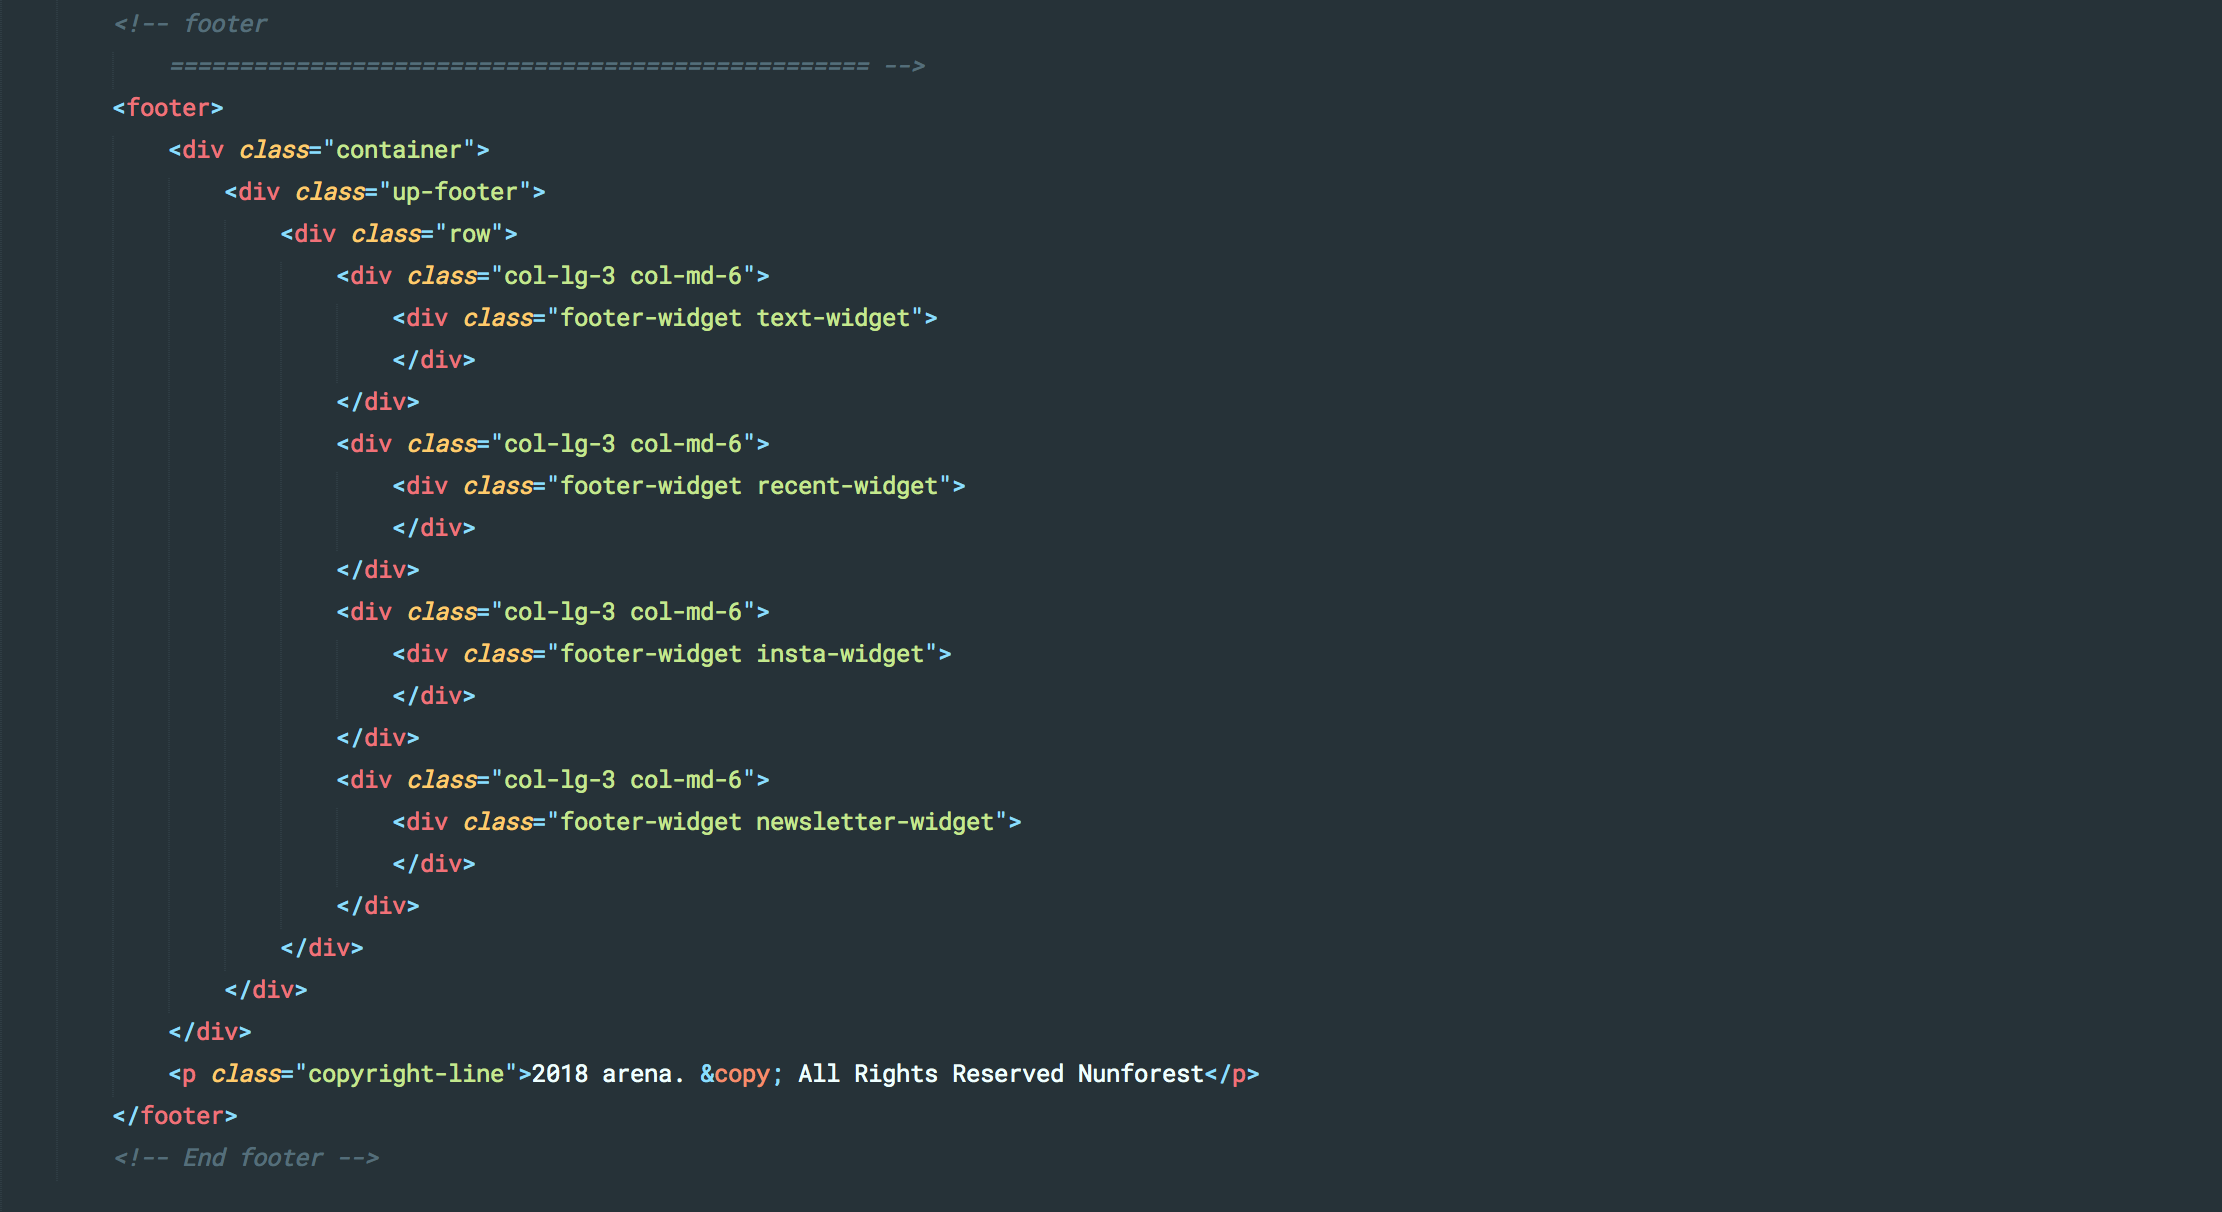 <!-- footer
================================================== -->
<footer>
<div class="container">
<div class="up-footer">
<div class="row">
<div class="col-lg-3 col-md-6">
<div class="footer-widget text-widget">
</div>
</div>
<div class="col-lg-3 col-md-6">
<div class="footer-widget recent-widget">
</div>
</div>
<div class="col-lg-3 col-md-6">
<div class="footer-widget insta-widget">
</div>
</div>
<div class="col-lg-3 col-md-6">
<div class="footer-widget newsletter-widget">
</div>
</div>
</div>
</div>
</div>
<p class="copyright-line">2018 arena. &copy; All Rights Reserved Nunforest</p>
</footer>
<!-- End footer -->